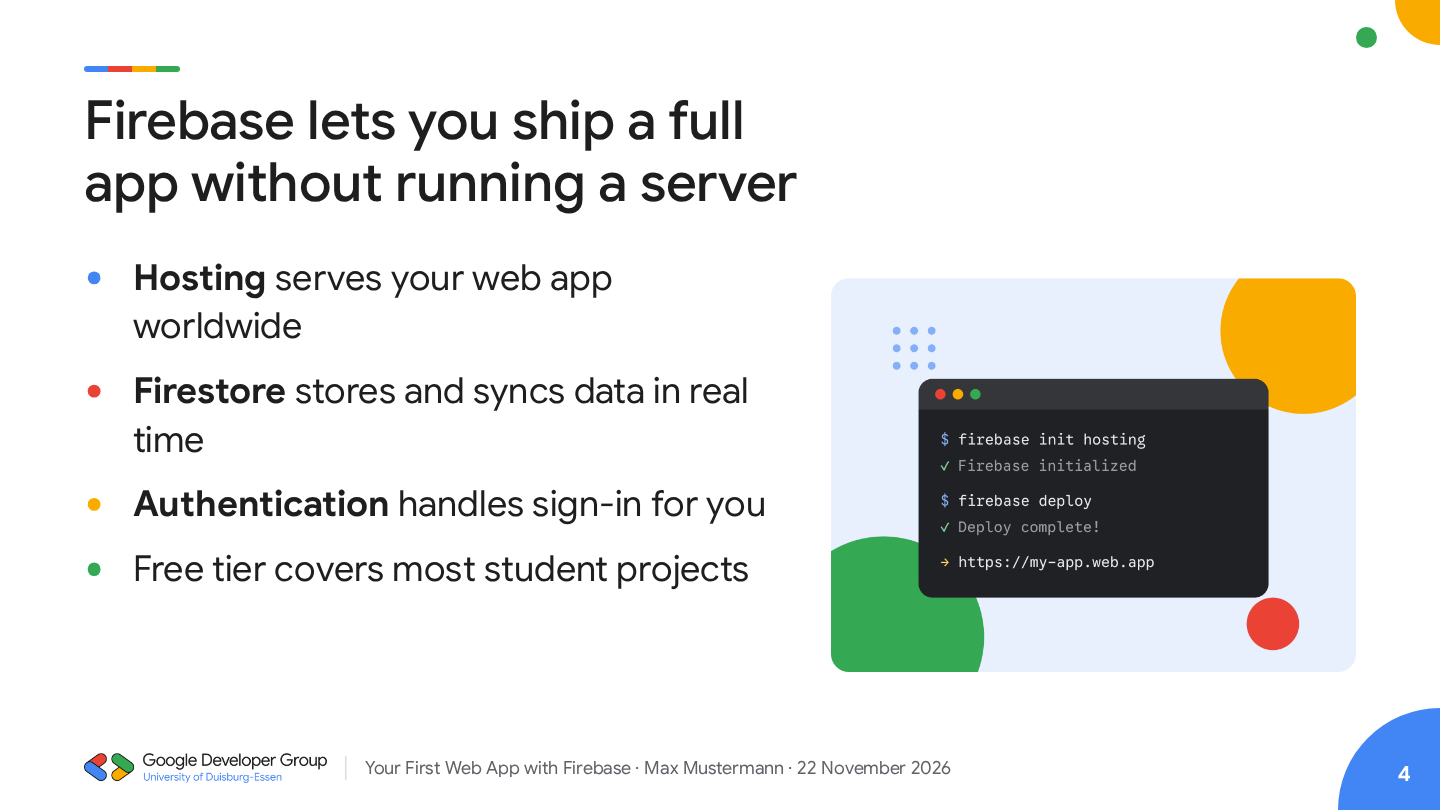 Firebase lets you ship a full
app without running a server
• Hosting serves your web app
worldwide
• Firestore stores and syncs data in real
time
• Authentication handles sign-in for you
• Free tier covers most student projects
$ firebase init hosting
✓ Firebase initialized
$ firebase deploy
✓ Deploy complete!
→ https://my-app.web.app
Google Developer Group
University of Duisburg-Essen
Your First Web App with Firebase · Max Mustermann · 22 November 2026
4